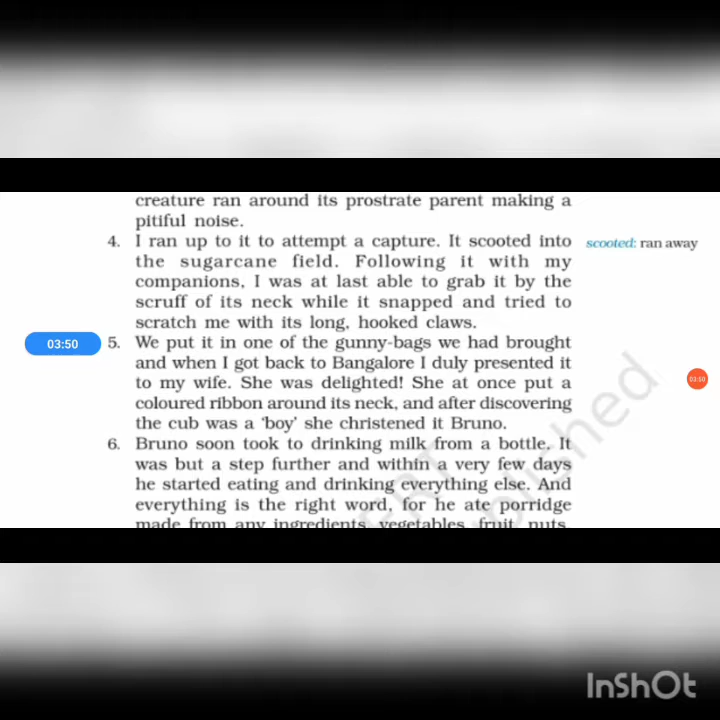 creature ran around its prostrate parent making a
pitiful noise.
4. I ran up to it to attempt a capture. It scooted into
the sugarcane field. Following it with my
companions, I was at last able to grab it by the
scruff of its neck while it snapped and tried to
scratch me with its long, hooked claws.
scooted: ran away
03:50
5. We put it in one of the gunny-bags we had brought
and when I got back to Bangalore I duly presented it
to my wife. She was delighted! She at once put a
coloured ribbon around its neck, and after discovering
the cub was a ‘boy’ she christened it Bruno.
03:50
6. Bruno soon took to drinking milk from a bottle. It
was but a step further and within a very few days
he started eating and drinking everything else. And
everything is the right word, for he ate porridge
made from any ingredients, vegetables, fruit, nuts,
InShOt